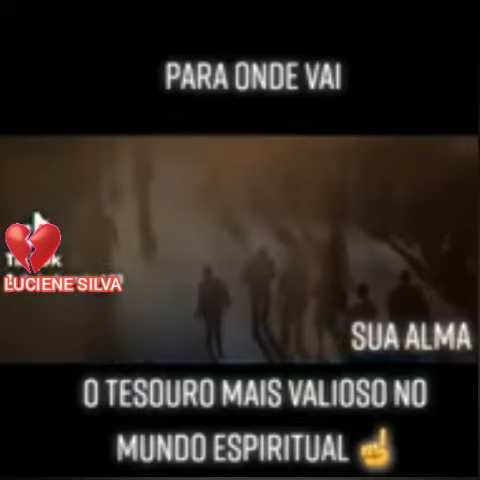 PARA ONDE VAI
LUCIENE SILVA
SUA ALMA
O TESOURO MAIS VALIOSO NO
MUNDO ESPIRITUAL ☝